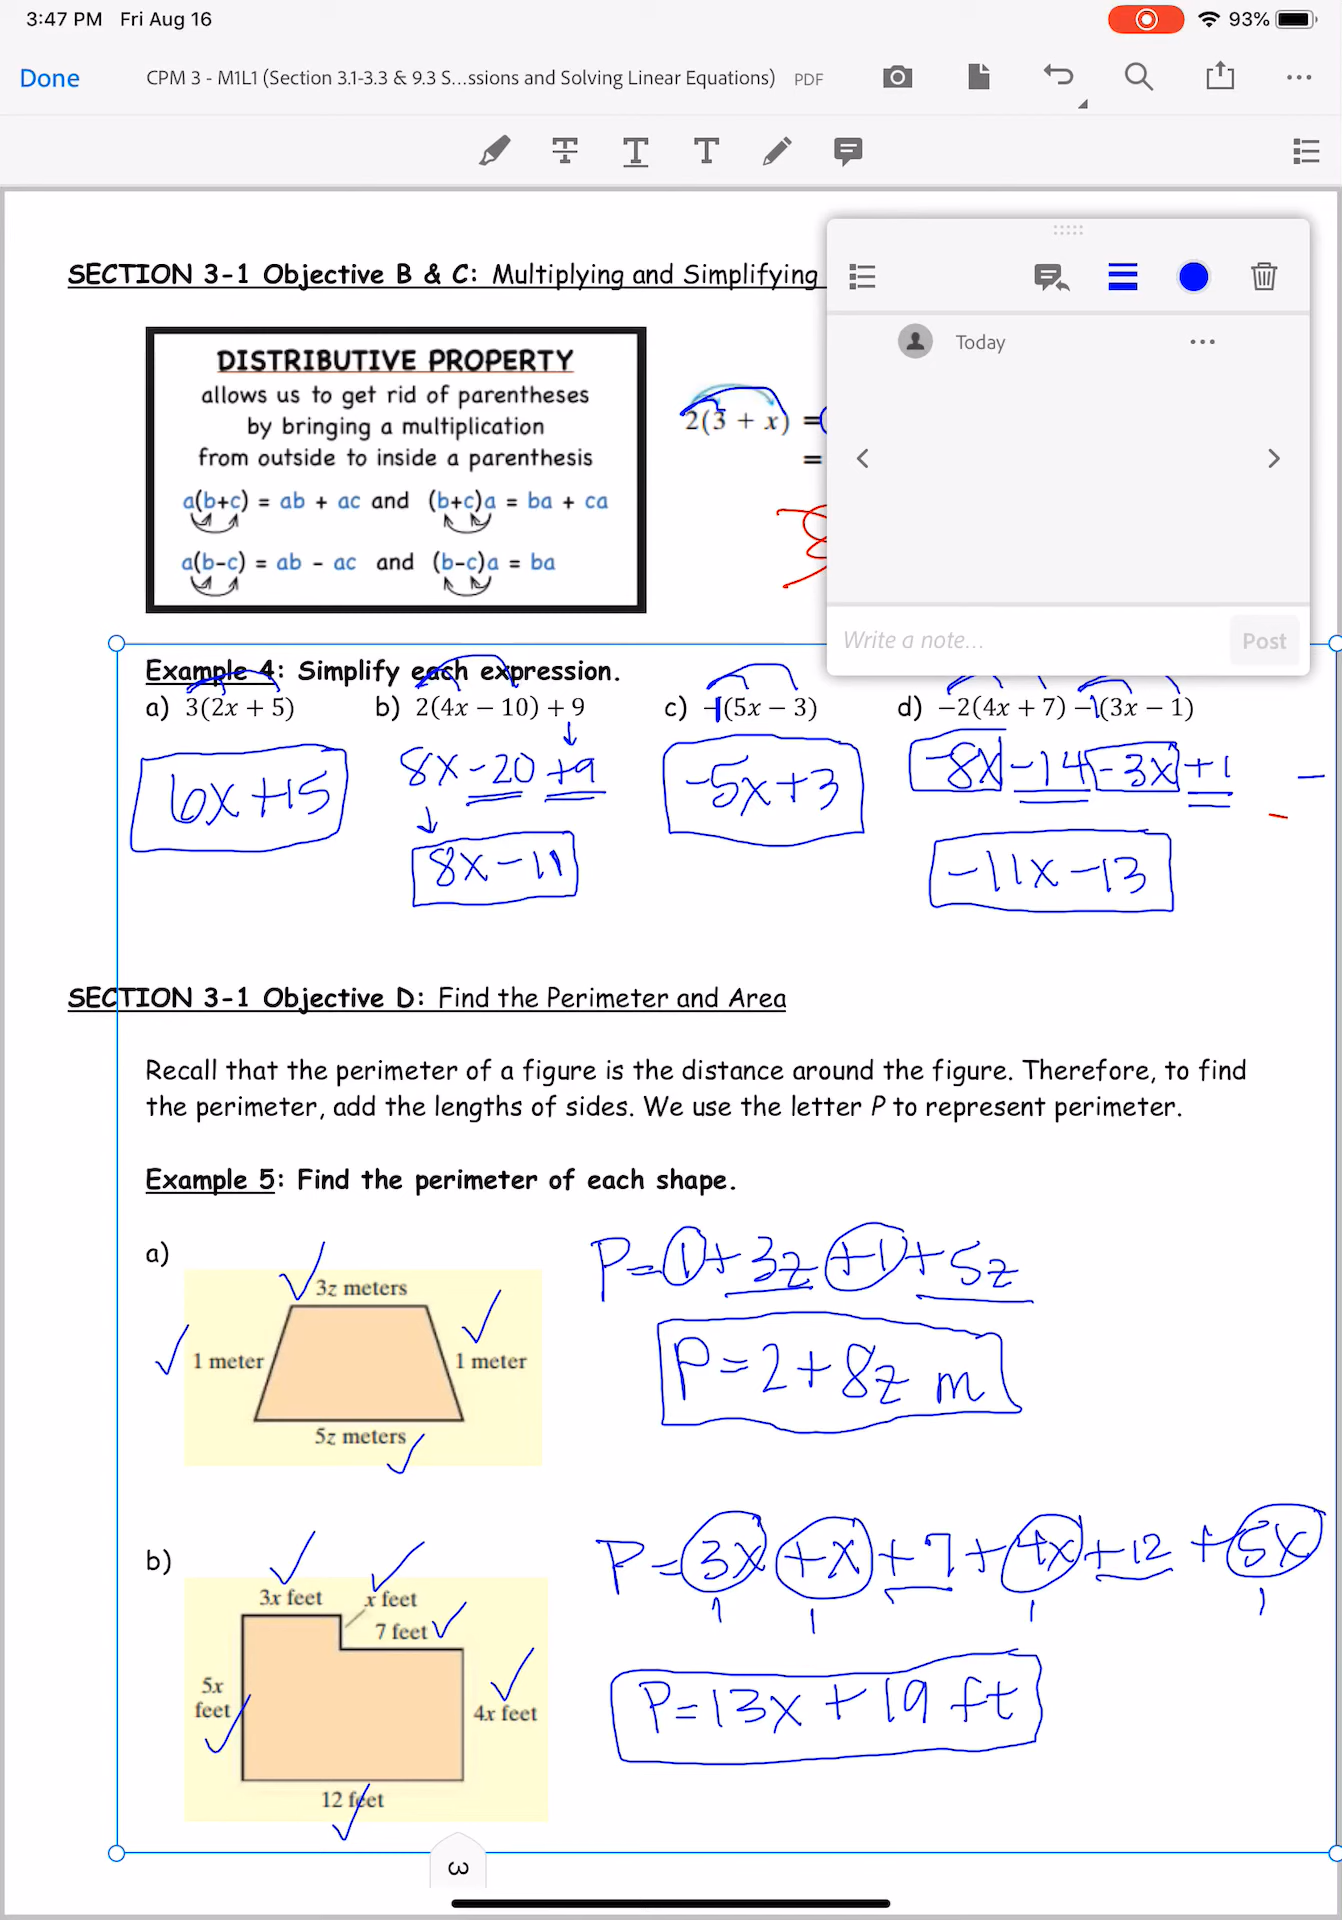 3:47 PM Fri Aug 16
93%
Done
CPM 3 - M1L1 (Section 3.1-3.3 & 9.3 S...ssions and Solving Linear Equations) PDF
SECTION 3-1 Objective B & C: Multiplying and Simplifying
Today
DISTRIBUTIVE PROPERTY
allows us to get rid of parentheses
by bringing a multiplication
from outside to inside a parenthesis
a(b+c) = ab + ac and (b+c)a = ba + ca
a(b-c) = ab - ac and (b-c)a = ba
2(3 + x) =
=
Write a note...
Post
Example 4: Simplify each expression.
a) 3(2x + 5) b) 2(4x − 10) + 9 c) −1(5x − 3) d) −2(4x + 7) −1(3x − 1)
6x+15 8x-20+9 -5x+3 -8x-14-3x+1
8x-11 -11x-13
SECTION 3-1 Objective D: Find the Perimeter and Area
Recall that the perimeter of a figure is the distance around the figure. Therefore, to find
the perimeter, add the lengths of sides. We use the letter P to represent perimeter.
Example 5: Find the perimeter of each shape.
a)
3z meters
1 meter
1 meter
5z meters
P=1+3z+1+5z
P=2+8z m
b)
3x feet
x feet
7 feet
5x
feet
4x feet
12 feet
P=3x+x+7+4x+12+5x
P=13x+19 ft
3